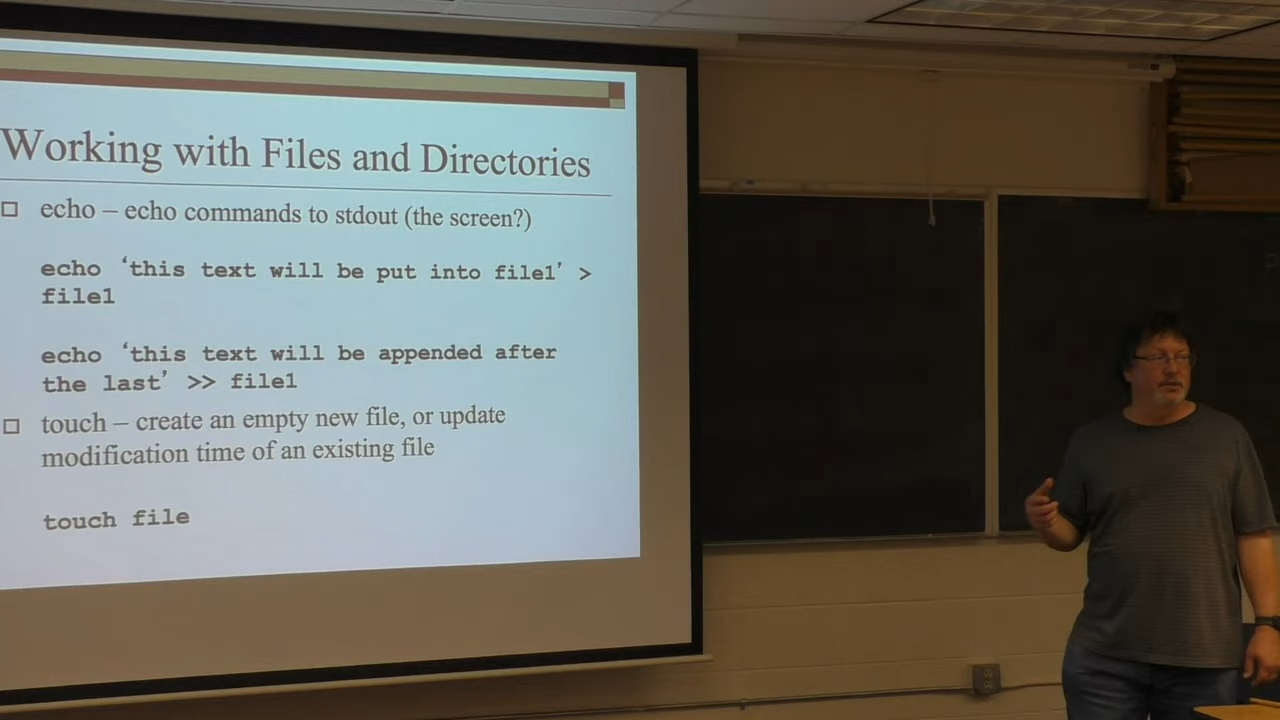 Working with Files and Directories
echo – echo commands to stdout (the screen?)
echo ‘this text will be put into file1’ >
file1
echo ‘this text will be appended after
the last’ >> file1
touch – create an empty new file, or update
modification time of an existing file
touch file